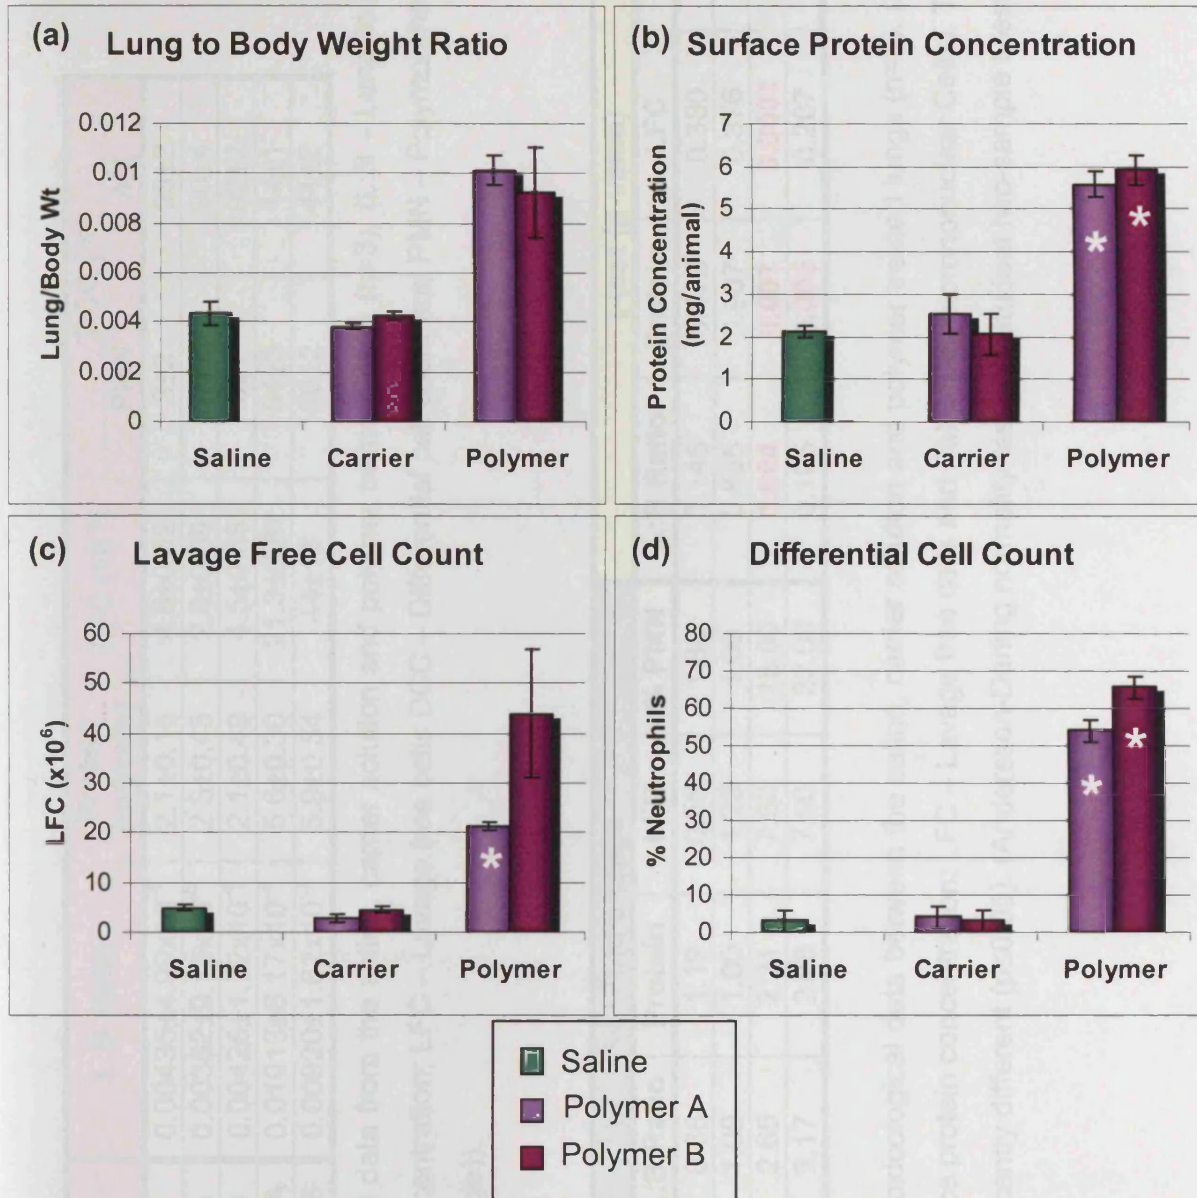 (a) Lung to Body Weight Ratio
Lung/Body Wt
0.012
0.01
0.008
0.006
0.004
0.002
0
Saline Carrier Polymer
(b) Surface Protein Concentration
Protein Concentration
(mg/animal)
7
6
5
4
3
2
1
0
Saline Carrier Polymer
* *
(c) Lavage Free Cell Count
LFC (x10⁶)
60
50
40
30
20
10
0
Saline Carrier Polymer
*
(d) Differential Cell Count
% Neutrophils
80
70
60
50
40
30
20
10
0
Saline Carrier Polymer
* *
Saline
Polymer A
Polymer B